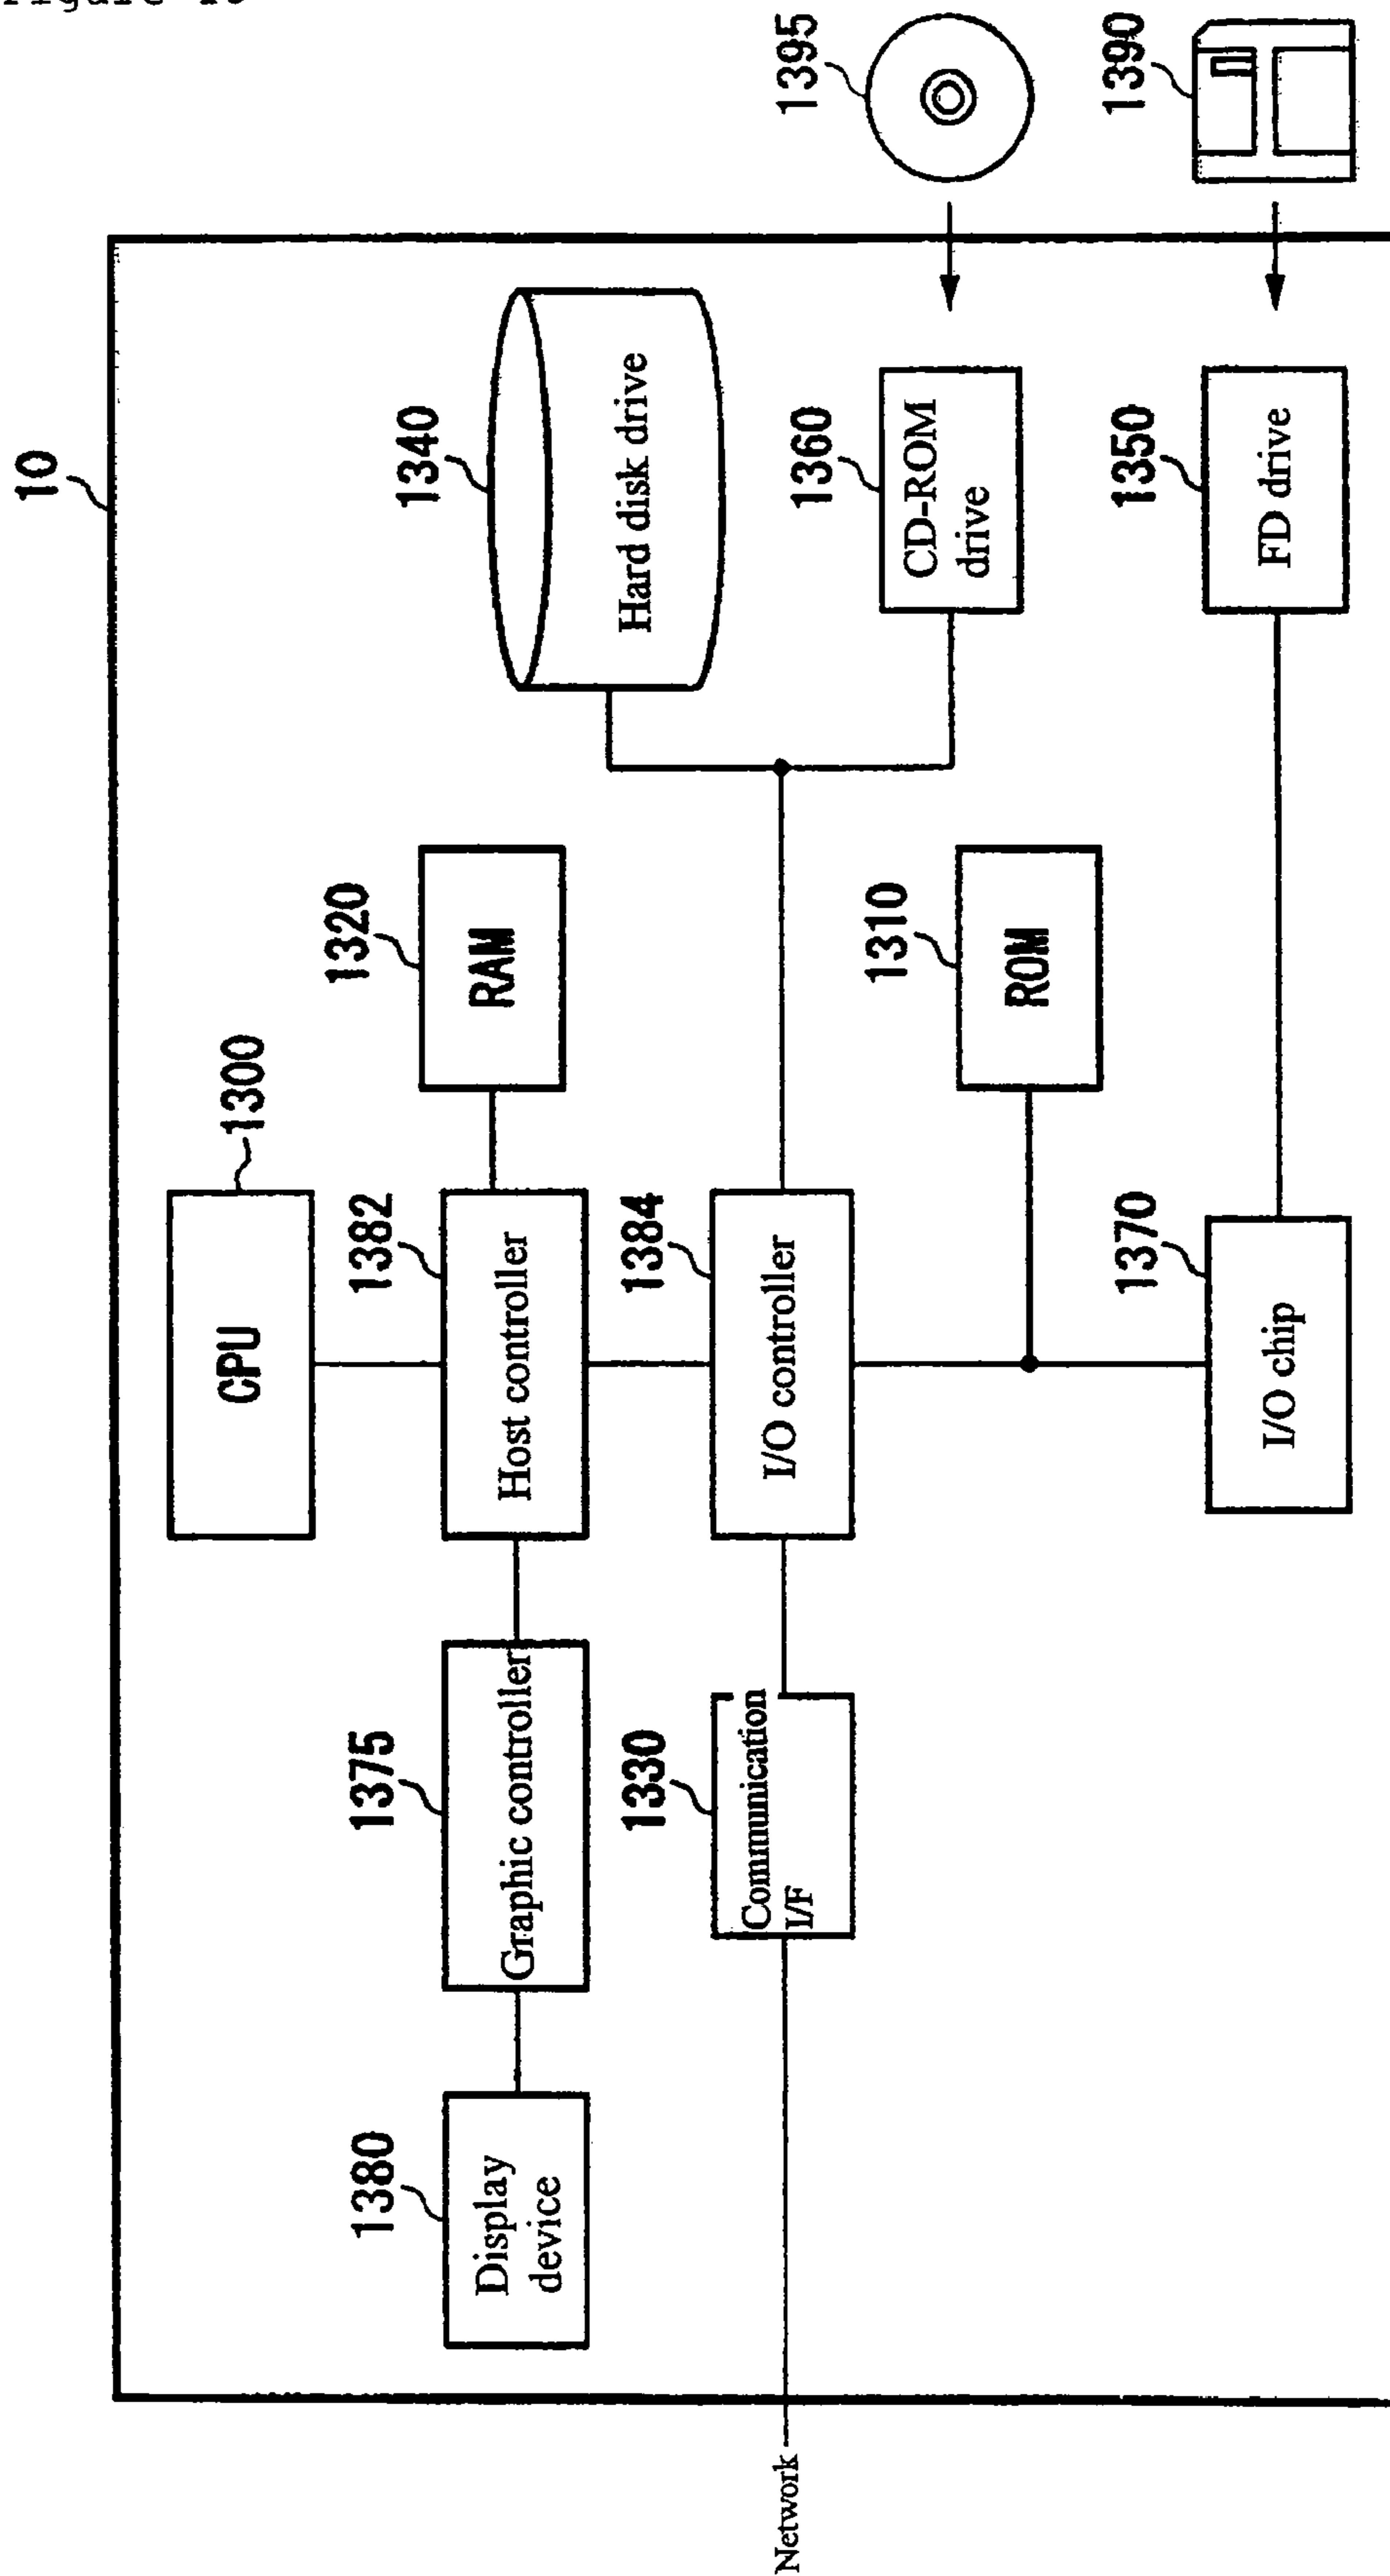 Figure
10
CPU
1300
1380
Display
device
1375
Graphic controller
1382
Host controller
1320
RAM
1340
Hard disk drive
Network
1330
Communication
I/F
1384
I/O controller
1360
CD-ROM
drive
1395
1310
ROM
1370
I/O chip
1350
FD drive
1390